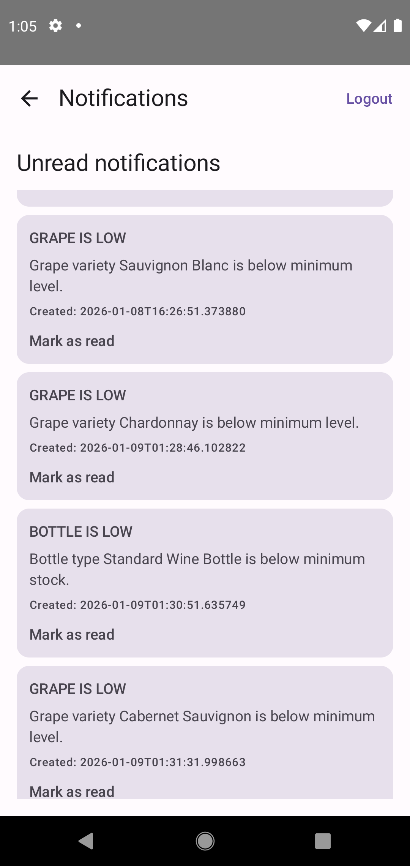 1:05
Notifications
Logout
Unread notifications
GRAPE IS LOW
Grape variety Sauvignon Blanc is below minimum
level.
Created: 2026-01-08T16:26:51.373880
Mark as read
GRAPE IS LOW
Grape variety Chardonnay is below minimum level.
Created: 2026-01-09T01:28:46.102822
Mark as read
BOTTLE IS LOW
Bottle type Standard Wine Bottle is below minimum
stock.
Created: 2026-01-09T01:30:51.635749
Mark as read
GRAPE IS LOW
Grape variety Cabernet Sauvignon is below minimum
level.
Created: 2026-01-09T01:31:31.998663
Mark as read